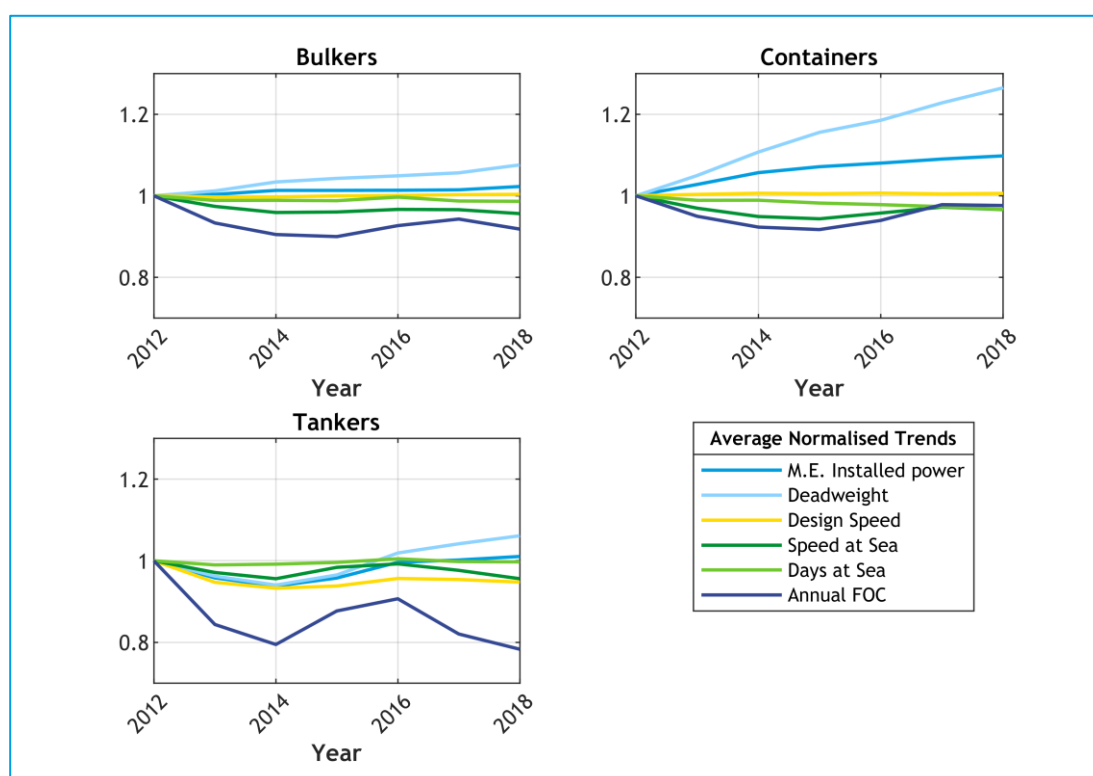 Bulkers
1.2
1
0.8
2012
2014
2016
2018
Year
Containers
1.2
1
0.8
2012
2014
2016
2018
Year
Tankers
1.2
1
0.8
2012
2014
2016
2018
Year
Average Normalised Trends
M.E. Installed power
Deadweight
Design Speed
Speed at Sea
Days at Sea
Annual FOC